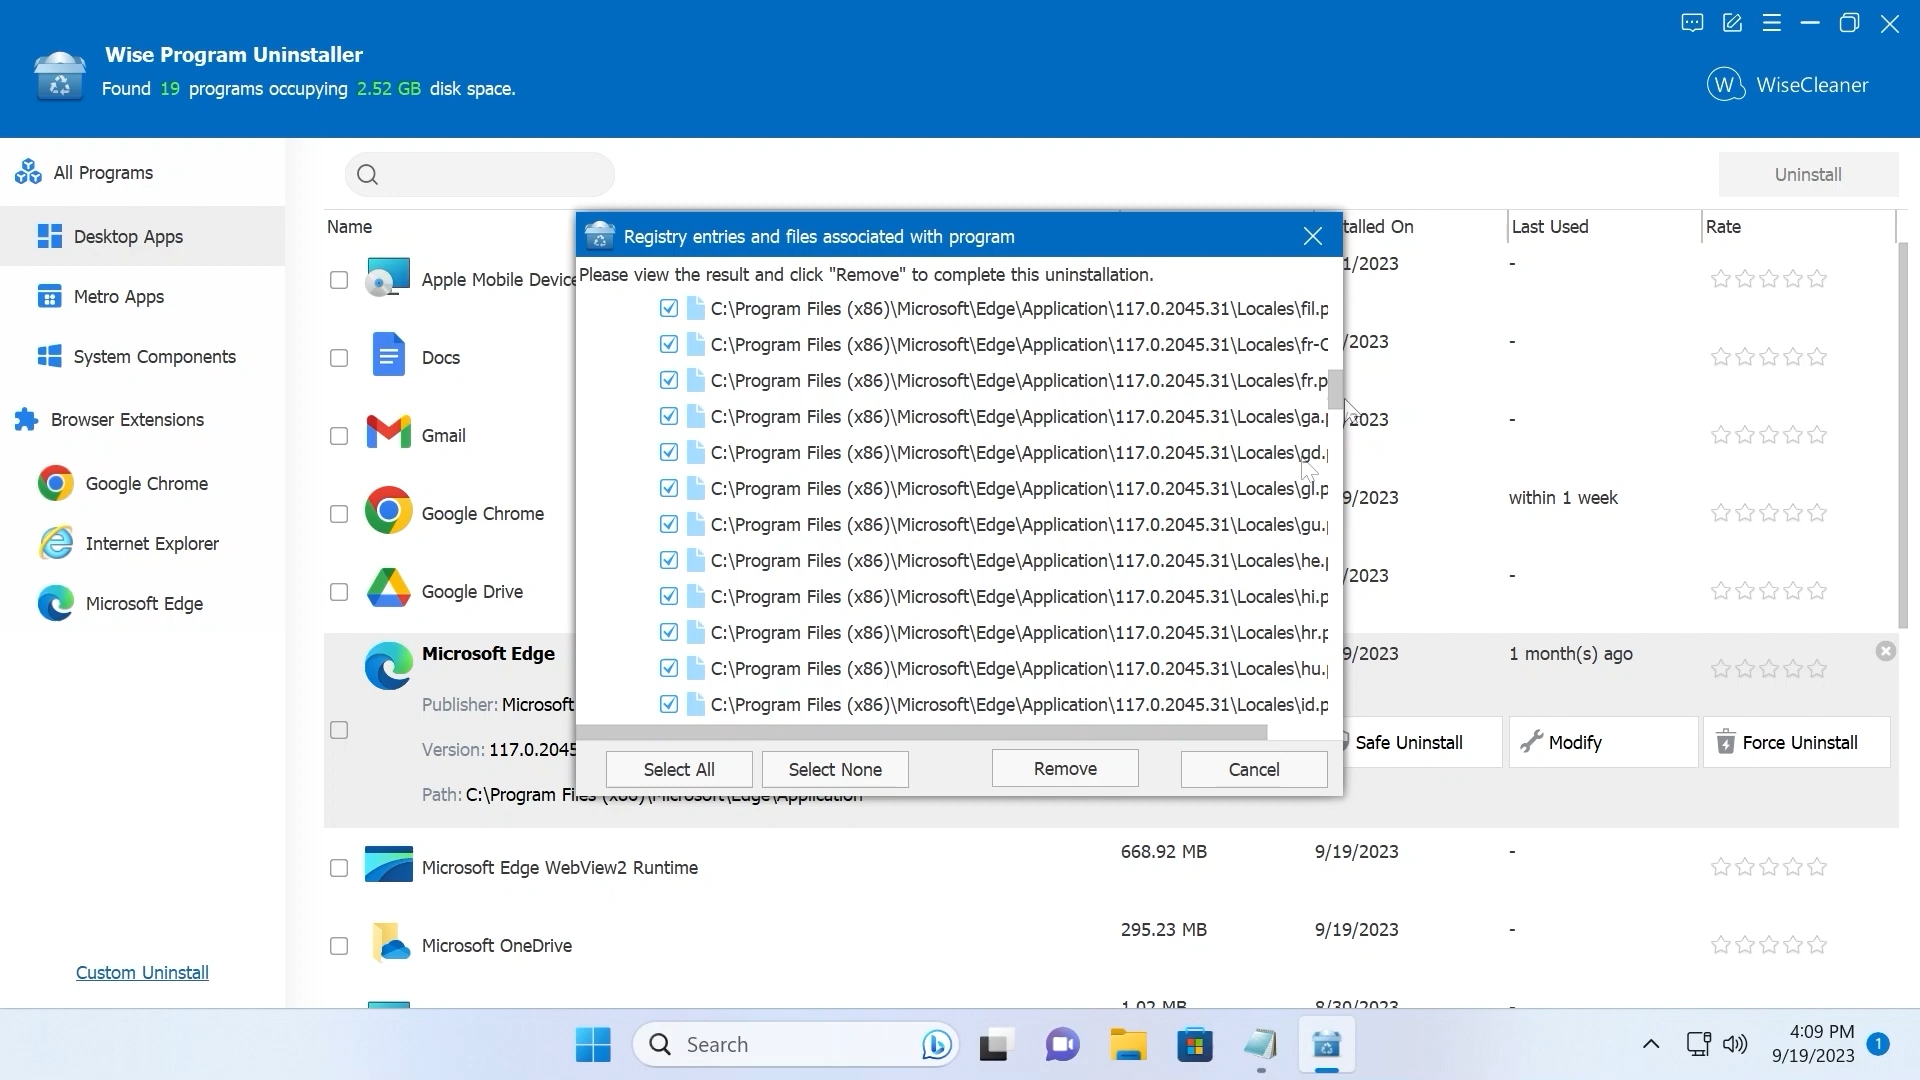 Wise Program Uninstaller
Found 19 programs occupying 2.52 GB disk space.
WiseCleaner
All Programs
Desktop Apps
Metro Apps
System Components
Browser Extensions
Google Chrome
Internet Explorer
Microsoft Edge
Custom Uninstall
Uninstall
Name
talled On
Last Used
Rate
Apple Mobile Device
1/2023
-
Docs
/2023
-
Gmail
/2023
-
Google Chrome
9/2023
within 1 week
Google Drive
/2023
-
Microsoft Edge
9/2023
1 month(s) ago
Publisher: Microsoft
Version: 117.0.2045
Path: C:\Program Files (x86)\Microsoft\Edge\Application
Safe Uninstall
Modify
Force Uninstall
Microsoft Edge WebView2 Runtime
668.92 MB
9/19/2023
-
Microsoft OneDrive
295.23 MB
9/19/2023
-
1.02 MB
8/30/2023
-
Registry entries and files associated with program
Please view the result and click "Remove" to complete this uninstallation.
C:\Program Files (x86)\Microsoft\Edge\Application\117.0.2045.31\Locales\fil.p
C:\Program Files (x86)\Microsoft\Edge\Application\117.0.2045.31\Locales\fr-C
C:\Program Files (x86)\Microsoft\Edge\Application\117.0.2045.31\Locales\fr.p
C:\Program Files (x86)\Microsoft\Edge\Application\117.0.2045.31\Locales\ga.p
C:\Program Files (x86)\Microsoft\Edge\Application\117.0.2045.31\Locales\gd.p
C:\Program Files (x86)\Microsoft\Edge\Application\117.0.2045.31\Locales\gl.p
C:\Program Files (x86)\Microsoft\Edge\Application\117.0.2045.31\Locales\gu.p
C:\Program Files (x86)\Microsoft\Edge\Application\117.0.2045.31\Locales\he.p
C:\Program Files (x86)\Microsoft\Edge\Application\117.0.2045.31\Locales\hi.p
C:\Program Files (x86)\Microsoft\Edge\Application\117.0.2045.31\Locales\hr.p
C:\Program Files (x86)\Microsoft\Edge\Application\117.0.2045.31\Locales\hu.p
C:\Program Files (x86)\Microsoft\Edge\Application\117.0.2045.31\Locales\id.p
Select All
Select None
Remove
Cancel
Search
4:09 PM
9/19/2023
1